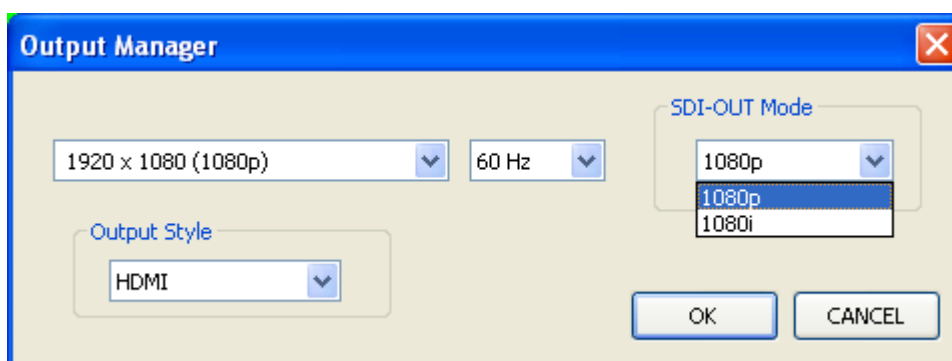 Output Manager
SDI-OUT Mode
1920 x 1080 (1080p)
60 Hz
1080p
1080p
1080i
Output Style
HDMI
OK
CANCEL